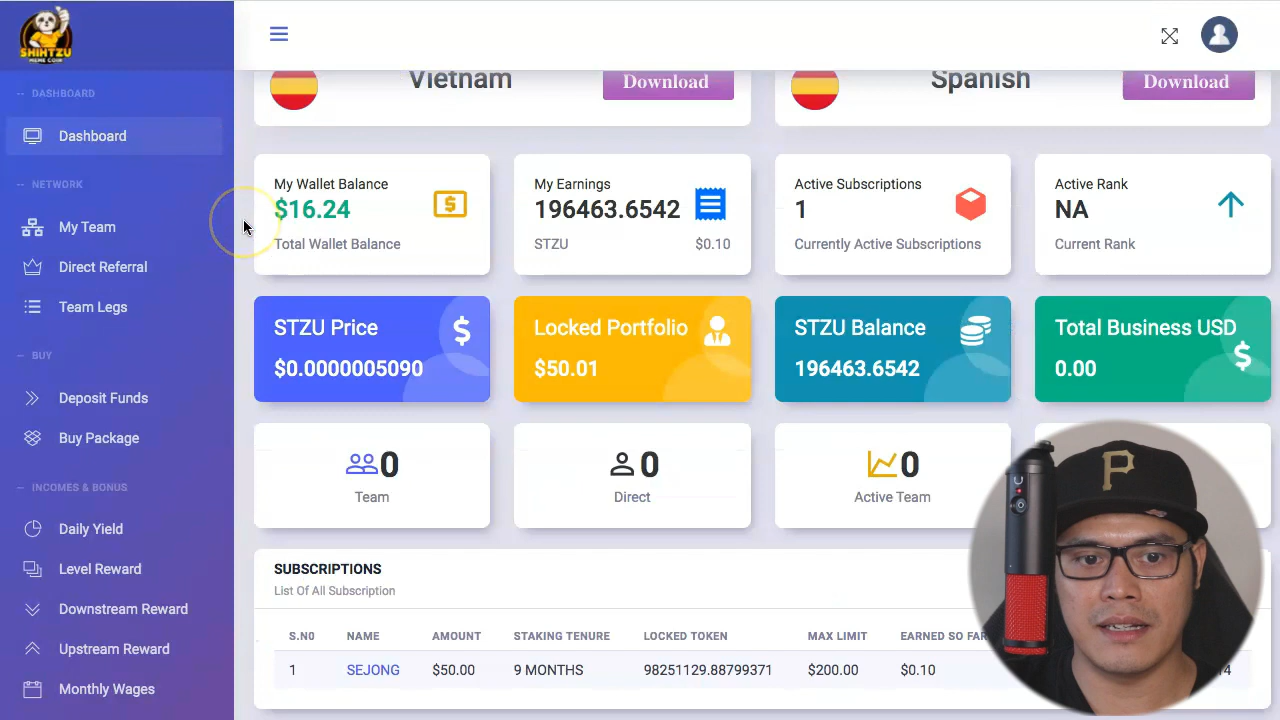 SHIHTZU
MEME COIN
DASHBOARD
Dashboard
NETWORK
My Team
Direct Referral
Team Legs
BUY
Deposit Funds
Buy Package
INCOMES & BONUS
Daily Yield
Level Reward
Downstream Reward
Upstream Reward
Monthly Wages
Vietnam
Download
Spanish
Download
My Wallet Balance
$16.24
Total Wallet Balance
My Earnings
196463.6542
STZU $0.10
Active Subscriptions
1
Currently Active Subscriptions
Active Rank
NA
Current Rank
STZU Price
$0.0000005090
Locked Portfolio
$50.01
STZU Balance
196463.6542
Total Business USD
0.00
0
Team
0
Direct
0
Active Team
SUBSCRIPTIONS
List Of All Subscription
S.N0 NAME AMOUNT STAKING TENURE LOCKED TOKEN MAX LIMIT EARNED SO FAR
1 SEJONG $50.00 9 MONTHS 98251129.88799371 $200.00 $0.10
P